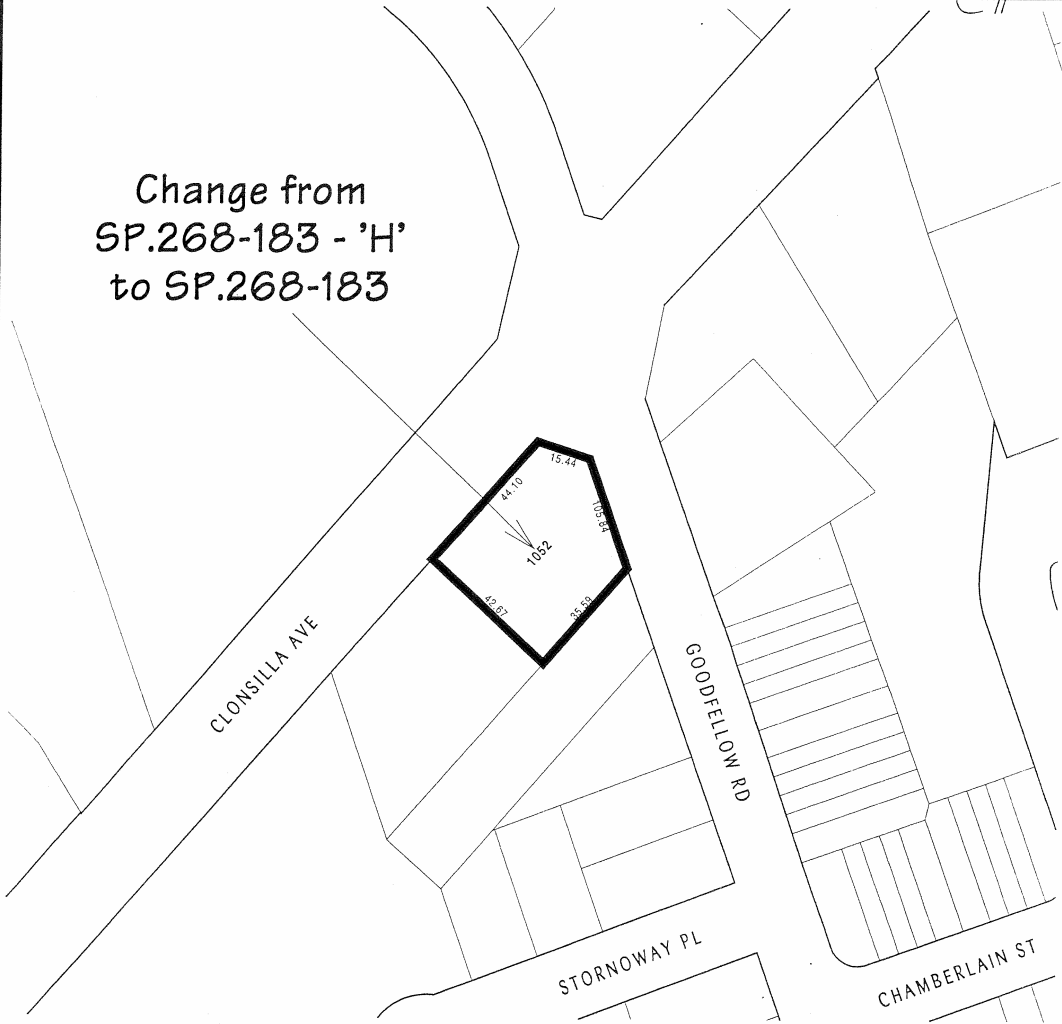 Change from
SP.268-183 - 'H'
to SP.268-183
15.44
44.10
105.84
1052
42.67
35.59
CLONSILLA AVE
GOODFELLOW RD
STORNOWAY PL
CHAMBERLAIN ST